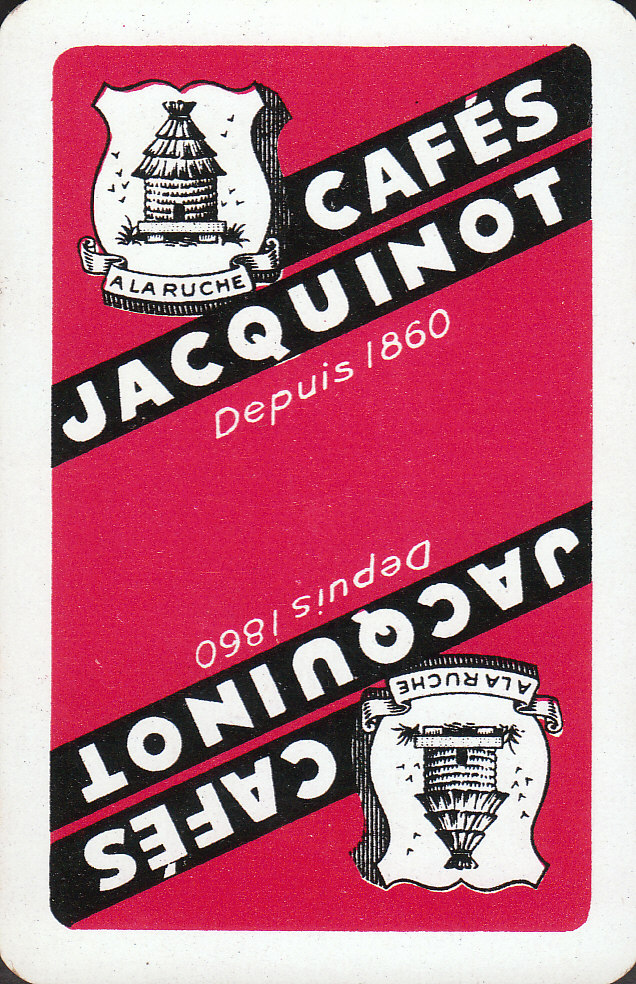 CAFÉS
JACQUINOT
A LA RUCHE
Depuis 1860
Depuis 1860
JACQUINOT
A LA RUCHE
CAFÉS